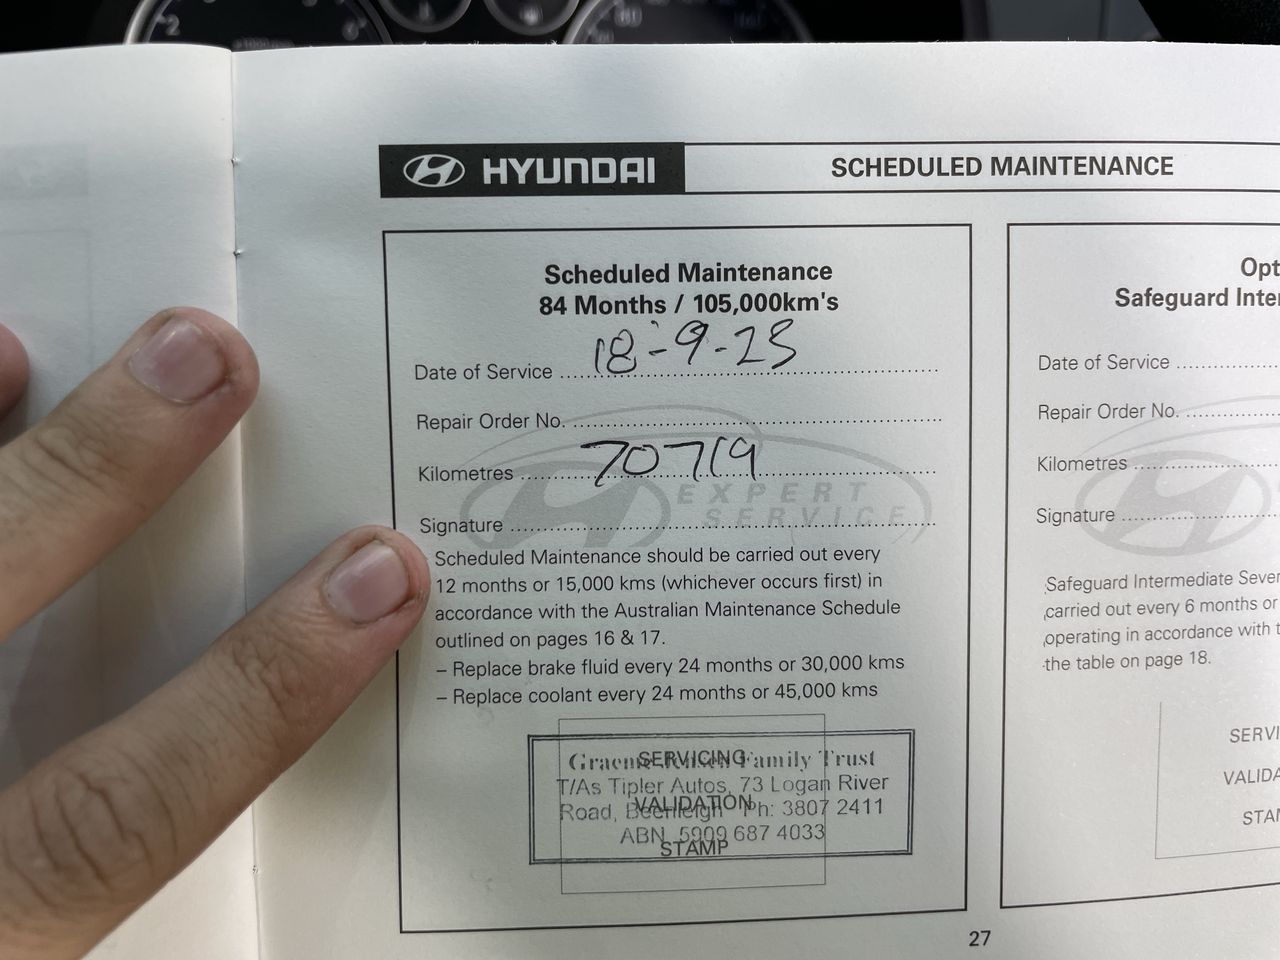 HYUNDAI
SCHEDULED MAINTENANCE
Scheduled Maintenance
84 Months / 105,000km's
Date of Service 18-9-23
Repair Order No.
Kilometres 70719
EXPERT
SERVICE
Signature
Scheduled Maintenance should be carried out every
12 months or 15,000 kms (whichever occurs first) in
accordance with the Australian Maintenance Schedule
outlined on pages 16 & 17.
– Replace brake fluid every 24 months or 30,000 kms
– Replace coolant every 24 months or 45,000 kms
SERVICING
VALIDATION
STAMP
Family Trust
T/As Tipler Autos, 73 Logan River
Road, Beenleigh Ph: 3807 2411
ABN 5909 687 4033
Opt
Safeguard Inter
Date of Service
Repair Order No.
Kilometres
Signature
Safeguard Intermediate Sever
carried out every 6 months or
operating in accordance with t
the table on page 18.
SERVI
VALIDA
STAM
27